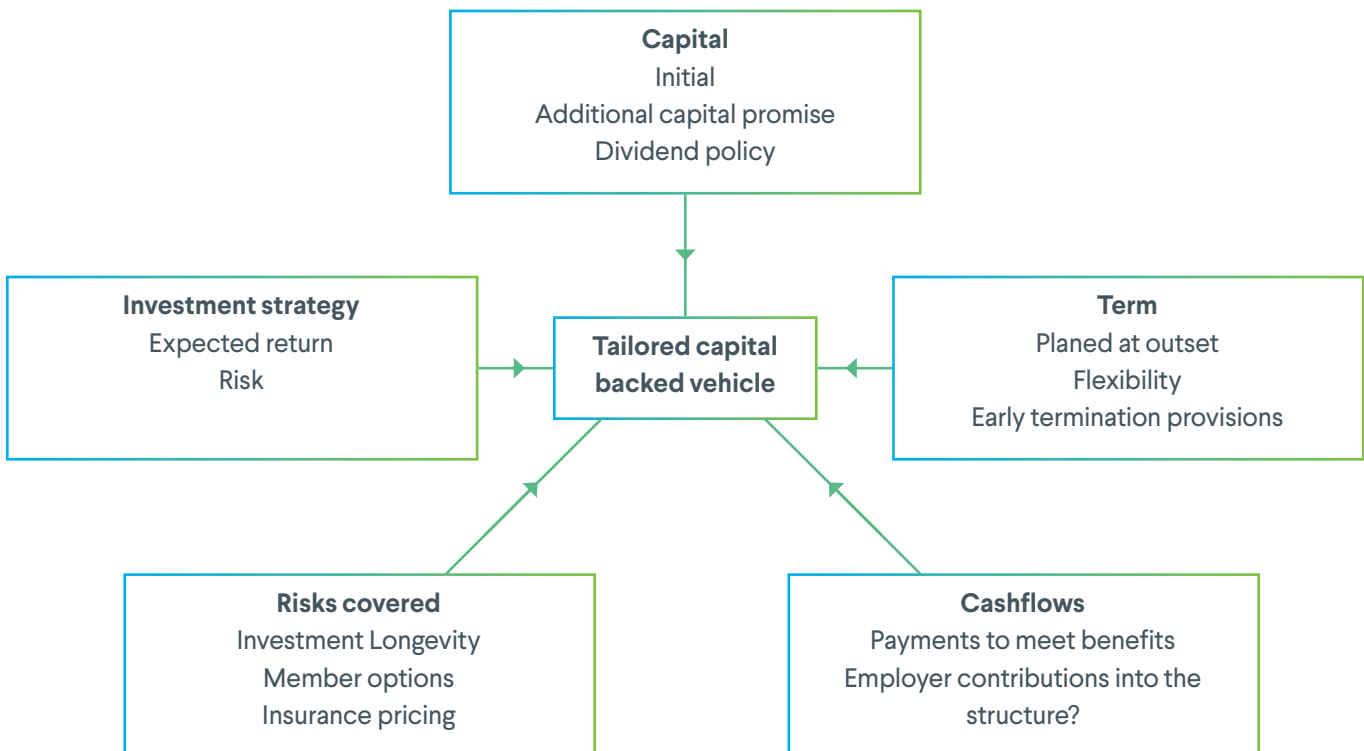 Capital
Initial
Additional capital promise
Dividend policy
Investment strategy
Expected return
Risk
Tailored capital
backed vehicle
Term
Planed at outset
Flexibility
Early termination provisions
Risks covered
Investment Longevity
Member options
Insurance pricing
Cashflows
Payments to meet benefits
Employer contributions into the
structure?